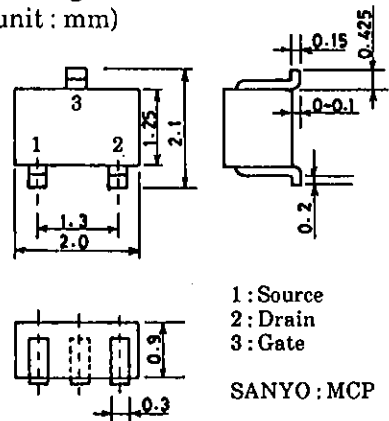 unit : mm)
0.15
0.425
3
1
2
1.25
2.1
0~0.1
1.3
2.0
0.2
0.9
0.3
1 : Source
2 : Drain
3 : Gate
SANYO : MCP